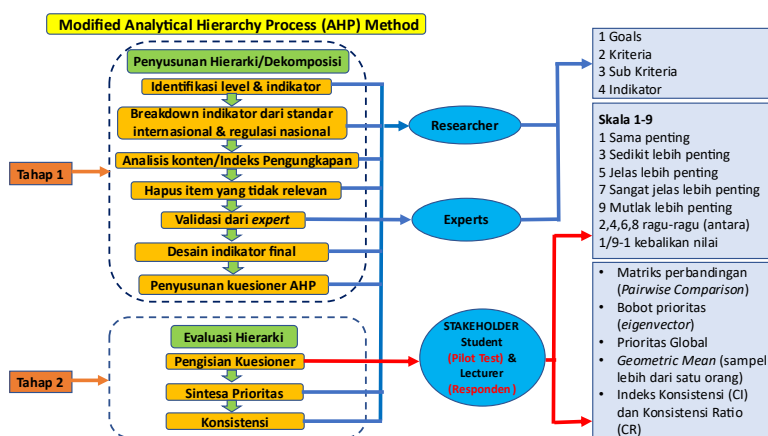 Modified Analytical Hierarchy Process (AHP) Method
Tahap 1
Penyusunan Hierarki/Dekomposisi
Identifikasi level & indikator
Breakdown indikator dari standar
internasional & regulasi nasional
Analisis konten/Indeks Pengungkapan
Hapus item yang tidak relevan
Validasi dari expert
Desain indikator final
Penyusunan kuesioner AHP
Tahap 2
Evaluasi Hierarki
Pengisian Kuesioner
Sintesa Prioritas
Konsistensi
Researcher
Experts
STAKEHOLDER
Student
(Pilot Test) &
Lecturer
(Responden)
1 Goals
2 Kriteria
3 Sub Kriteria
4 Indikator
Skala 1-9
1 Sama penting
3 Sedikit lebih penting
5 Jelas lebih penting
7 Sangat jelas lebih penting
9 Mutlak lebih penting
2,4,6,8 ragu-ragu (antara)
1/9-1 kebalikan nilai
• Matriks perbandingan
(Pairwise Comparison)
• Bobot prioritas
(eigenvector)
• Prioritas Global
• Geometric Mean (sampel
lebih dari satu orang)
• Indeks Konsistensi (CI)
dan Konsistensi Ratio
(CR)